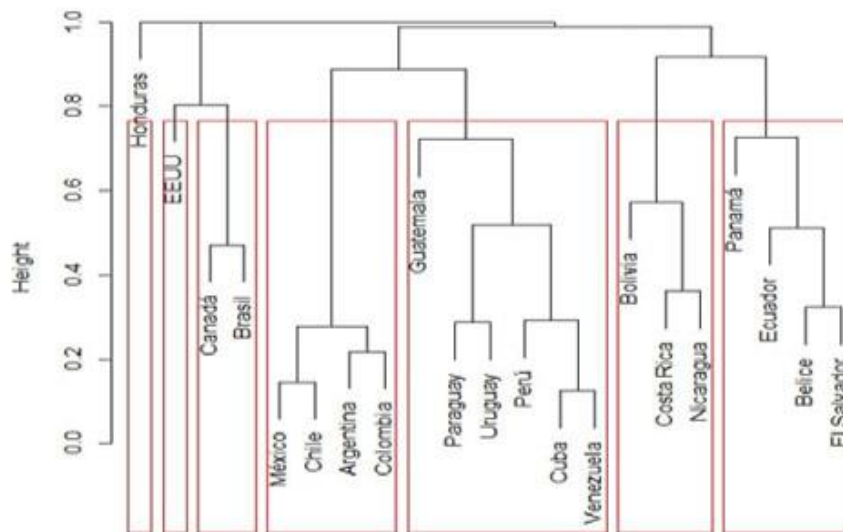 Height
1.0
0.8
0.6
0.4
0.2
0.0
Honduras
EEUU
Canadá
Brasil
México
Chile
Argentina
Colombia
Guatemala
Paraguay
Uruguay
Perú
Cuba
Venezuela
Bolivia
Costa Rica
Nicaragua
Panamá
Ecuador
Belice
El Salvador